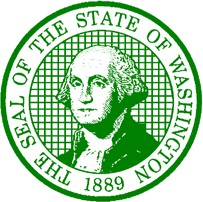 THE SEAL OF THE STATE OF WASHINGTON
1889